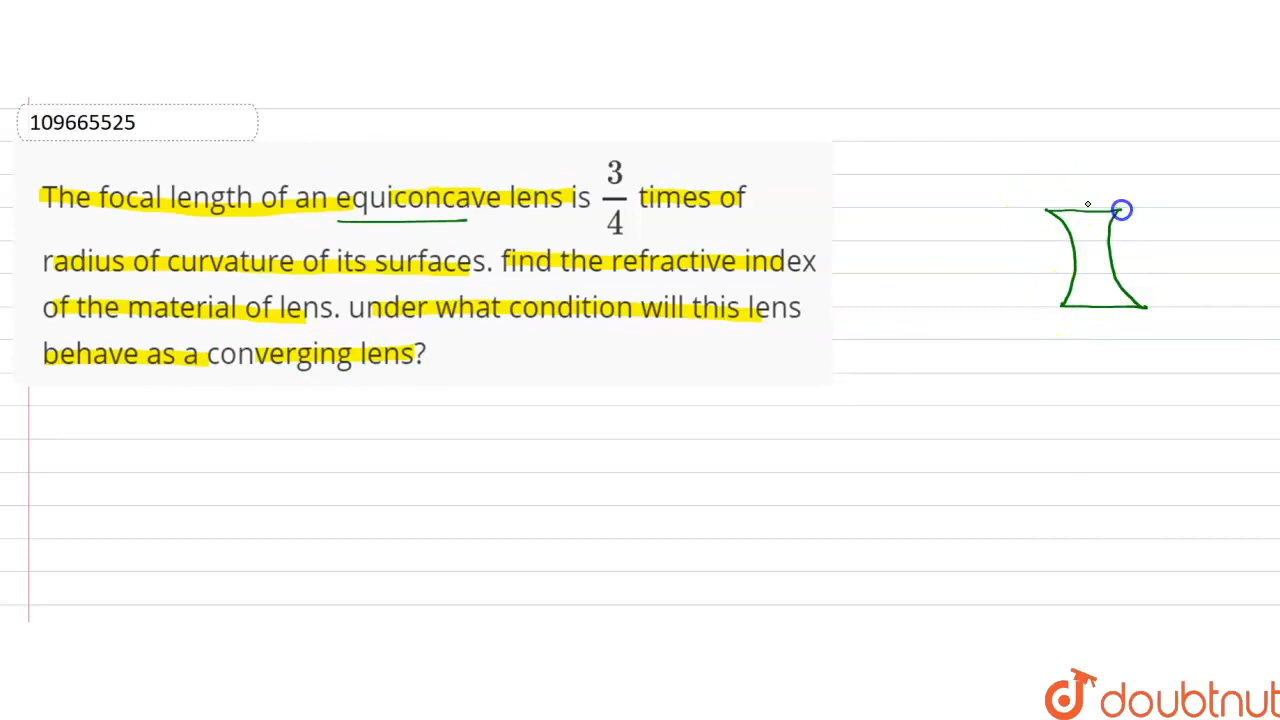 109665525
The focal length of an equiconcave lens is 3/4 times of
radius of curvature of its surfaces. find the refractive index
of the material of lens. under what condition will this lens
behave as a converging lens?
doubtnut